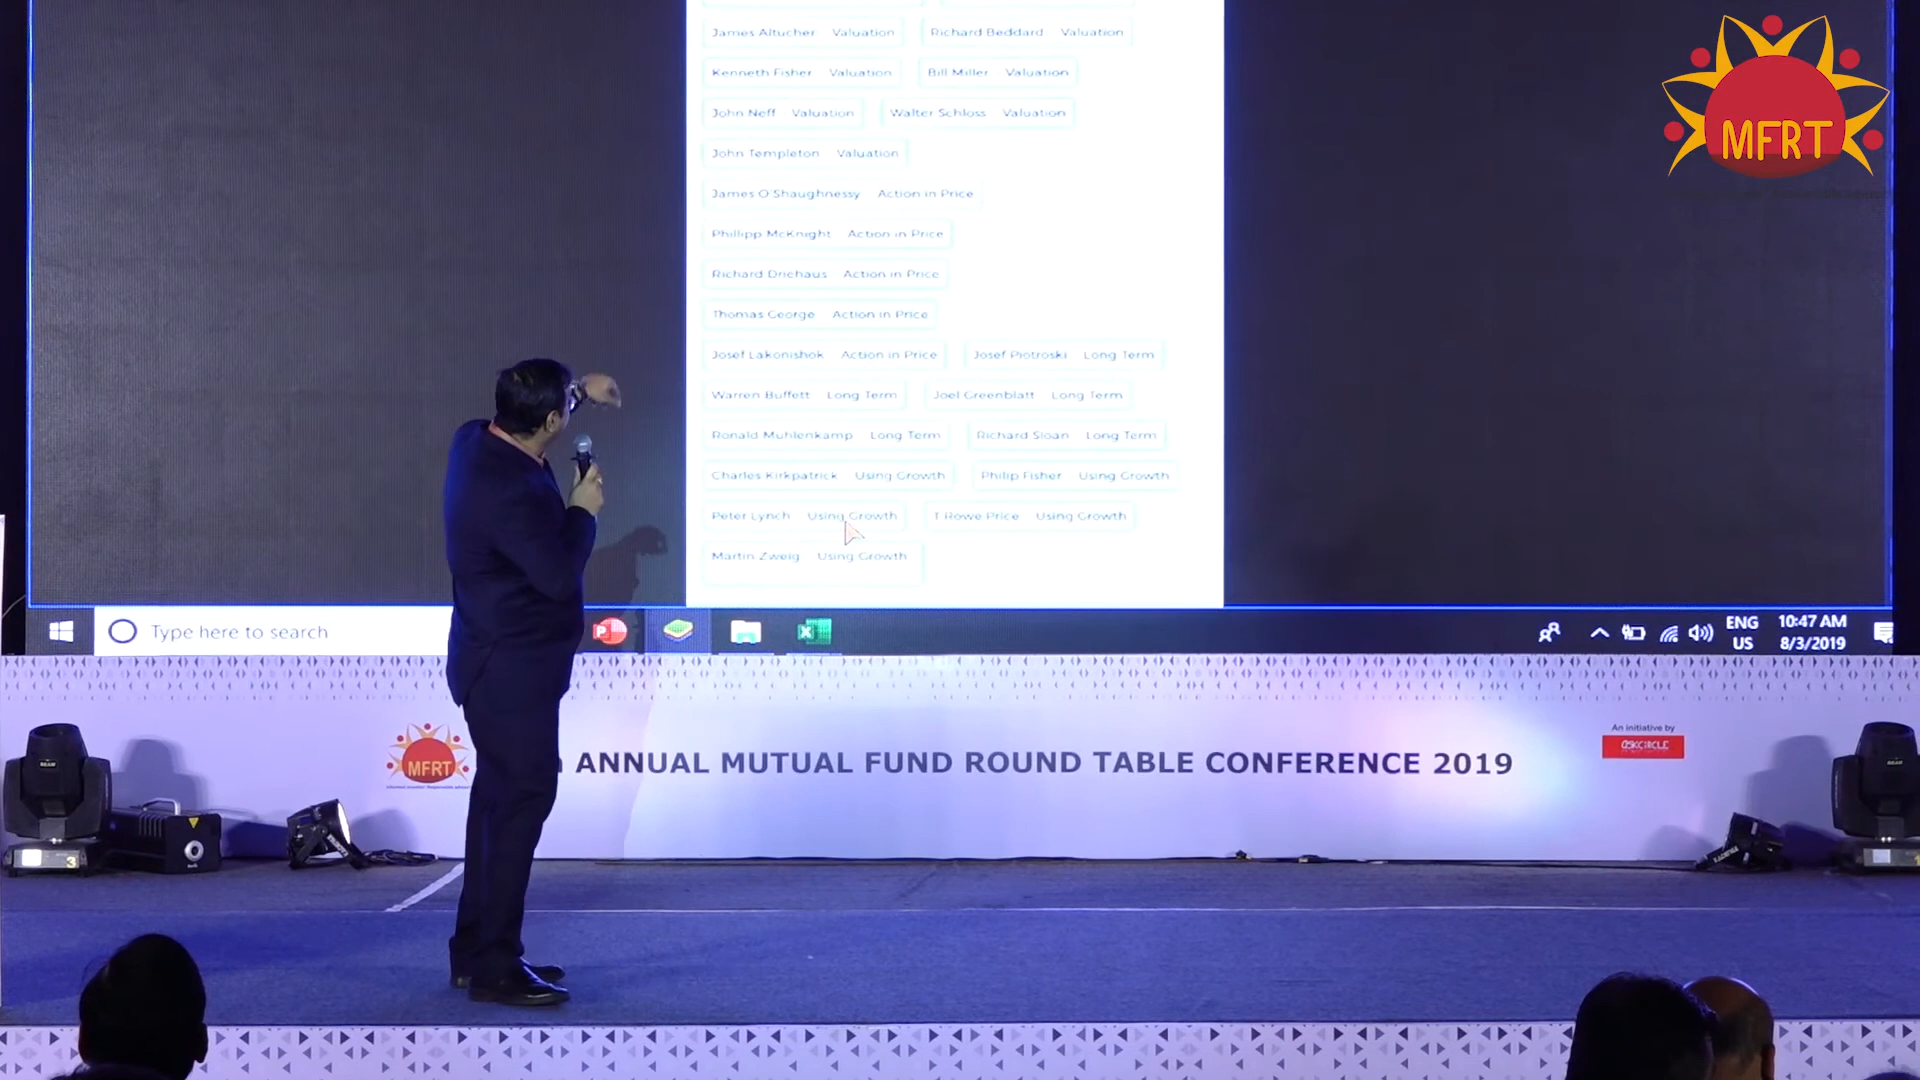 James Altucher Valuation Richard Beddard Valuation
Kenneth Fisher Valuation Bill Miller Valuation
John Neff Valuation Walter Schloss Valuation
John Templeton Valuation
James O Shaughnessy Action in Price
Phillipp McKnight Action in Price
Richard Driehaus Action in Price
Thomas George Action in Price
Josef Lakonishok Action in Price Josef Piotroski Long Term
Warren Buffett Long Term Joel Greenblatt Long Term
Ronald Muhlenkamp Long Term Richard Sloan Long Term
Charles Kirkpatrick Using Growth Philip Fisher Using Growth
Peter Lynch Using Growth T Rowe Price Using Growth
Martin Zweig Using Growth
MFRT
Type here to search
ENG
US
10:47 AM
8/3/2019
MFRT
ANNUAL MUTUAL FUND ROUND TABLE CONFERENCE 2019
An initiative by
3